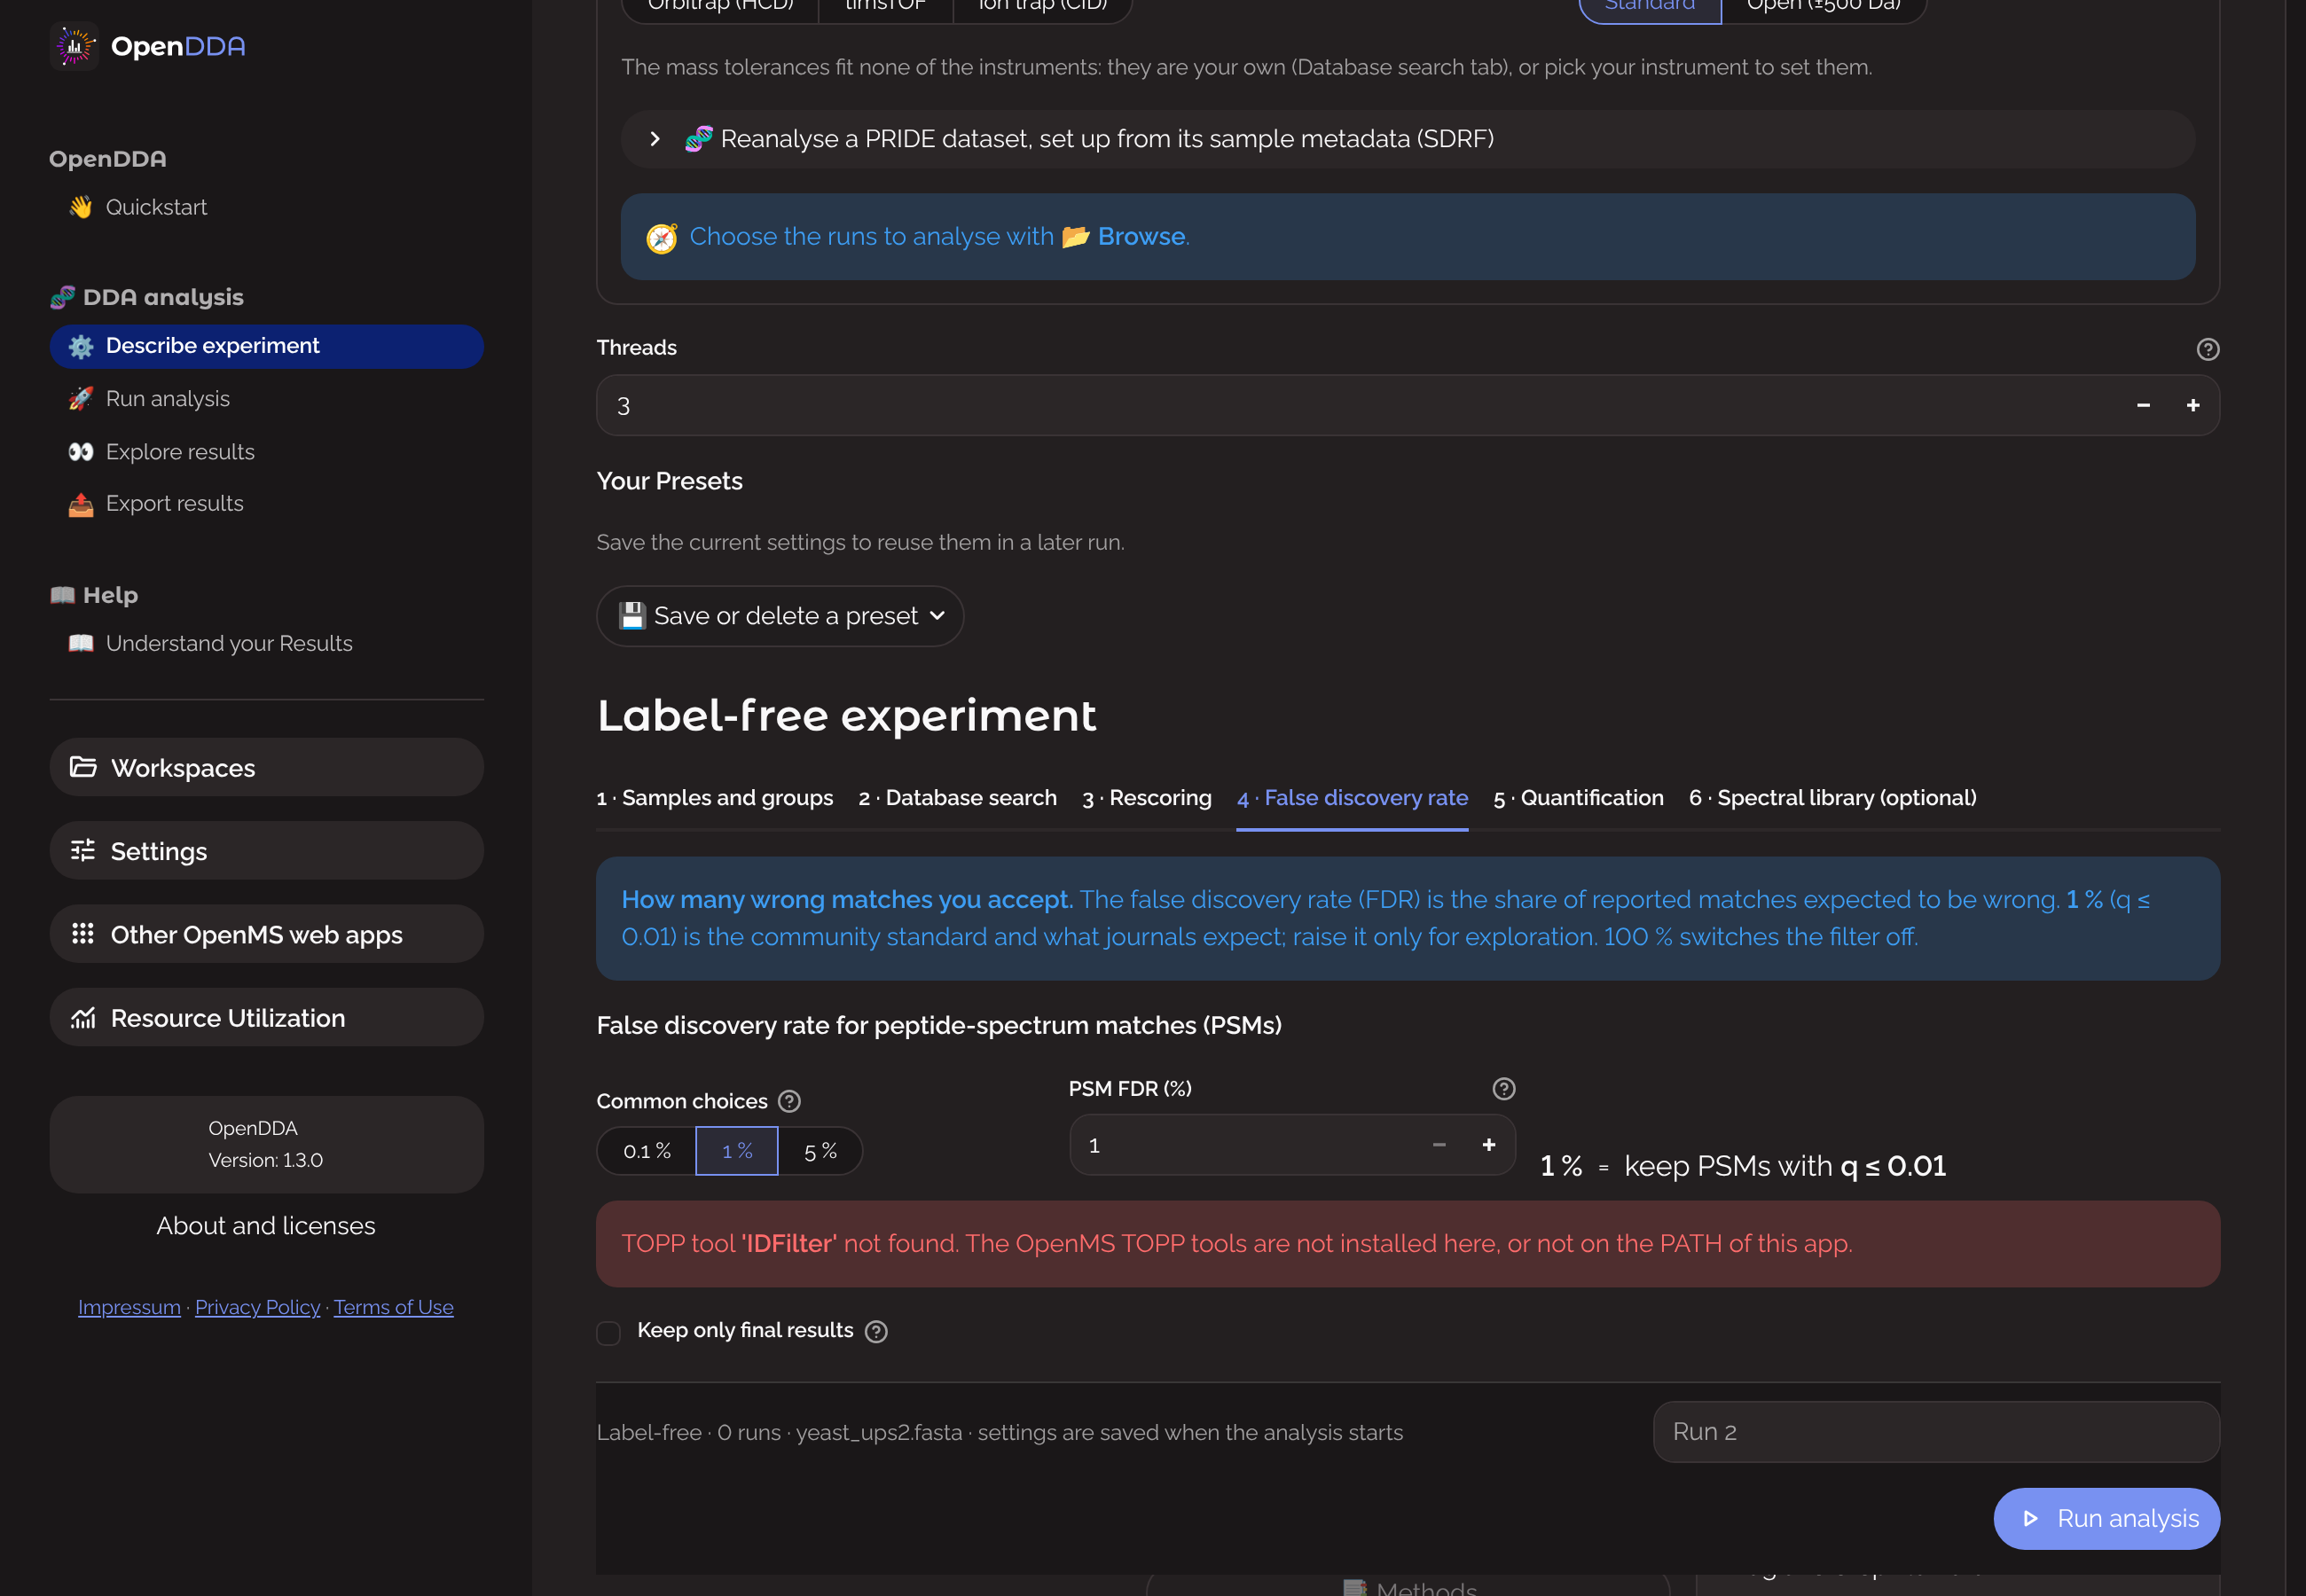 OpenDDA
OpenDDA
👋 Quickstart
🧬 DDA analysis
⚙️ Describe experiment
🚀 Run analysis
👀 Explore results
📤 Export results
📖 Help
📖 Understand your Results
Workspaces
Settings
Other OpenMS web apps
Resource Utilization
OpenDDA
Version: 1.3.0
About and licenses
Impressum · Privacy Policy · Terms of Use
Orbitrap (HCD) timsTOF Ion trap (CID) Standard Open (±500 Da)
The mass tolerances fit none of the instruments: they are your own (Database search tab), or pick your instrument to set them.
🧬 Reanalyse a PRIDE dataset, set up from its sample metadata (SDRF)
🧭 Choose the runs to analyse with 📂 Browse.
Threads
3
Your Presets
Save the current settings to reuse them in a later run.
💾 Save or delete a preset
Label-free experiment
1 · Samples and groups 2 · Database search 3 · Rescoring 4 · False discovery rate 5 · Quantification 6 · Spectral library (optional)
How many wrong matches you accept. The false discovery rate (FDR) is the share of reported matches expected to be wrong. 1 % (q ≤
0.01) is the community standard and what journals expect; raise it only for exploration. 100 % switches the filter off.
False discovery rate for peptide-spectrum matches (PSMs)
Common choices
0.1 % 1 % 5 %
PSM FDR (%)
1
1 % = keep PSMs with q ≤ 0.01
TOPP tool 'IDFilter' not found. The OpenMS TOPP tools are not installed here, or not on the PATH of this app.
Keep only final results
Label-free · 0 runs · yeast_ups2.fasta · settings are saved when the analysis starts
Run 2
Run analysis
Methods